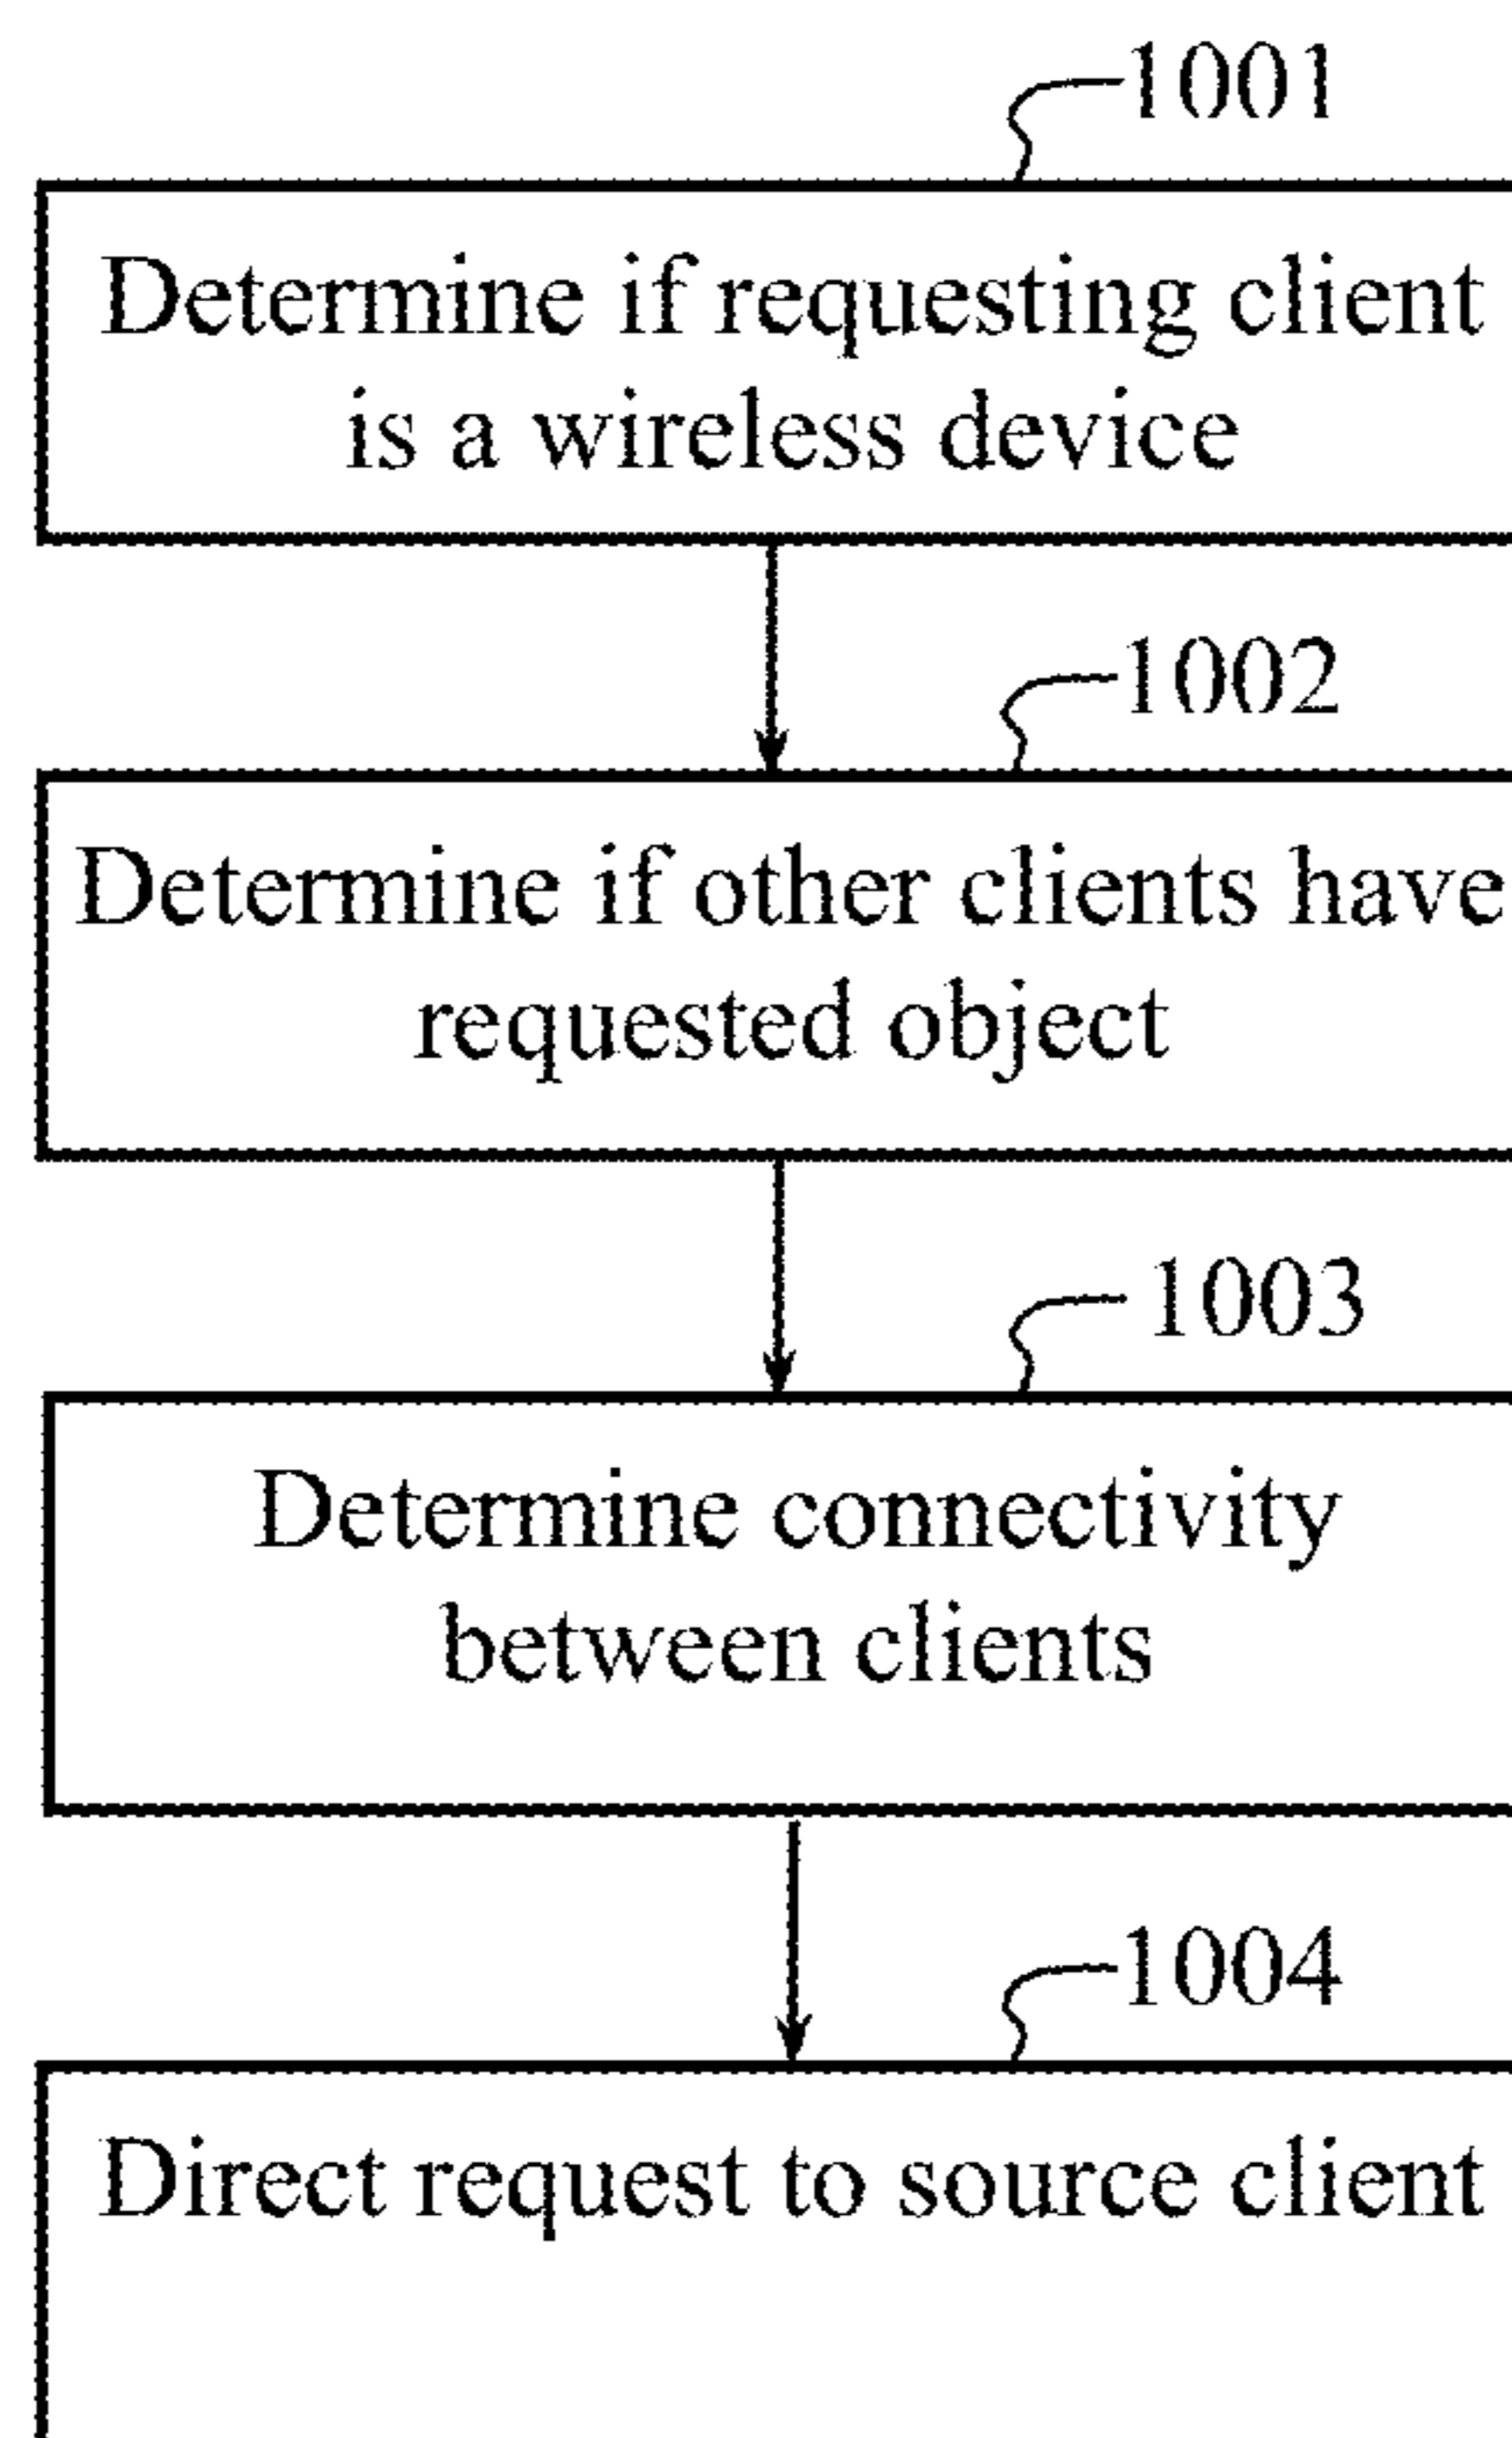 1001
Determine if requesting client
is a wireless device
1002
Determine if other clients have
requested object
1003
Determine connectivity
between clients
1004
Direct request to source client